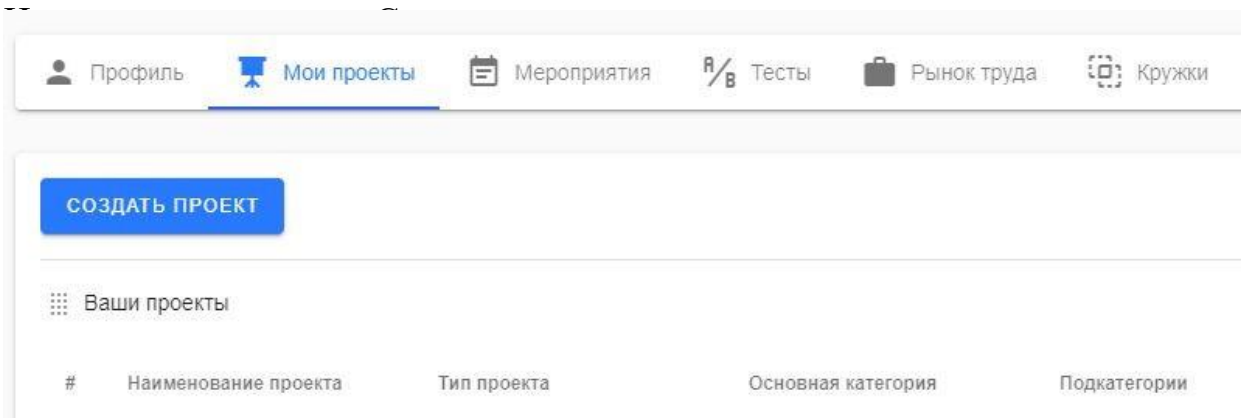 Профиль Мои проекты Мероприятия A/B Тесты Рынок труда Кружки
СОЗДАТЬ ПРОЕКТ
Ваши проекты
# Наименование проекта Тип проекта Основная категория Подкатегории